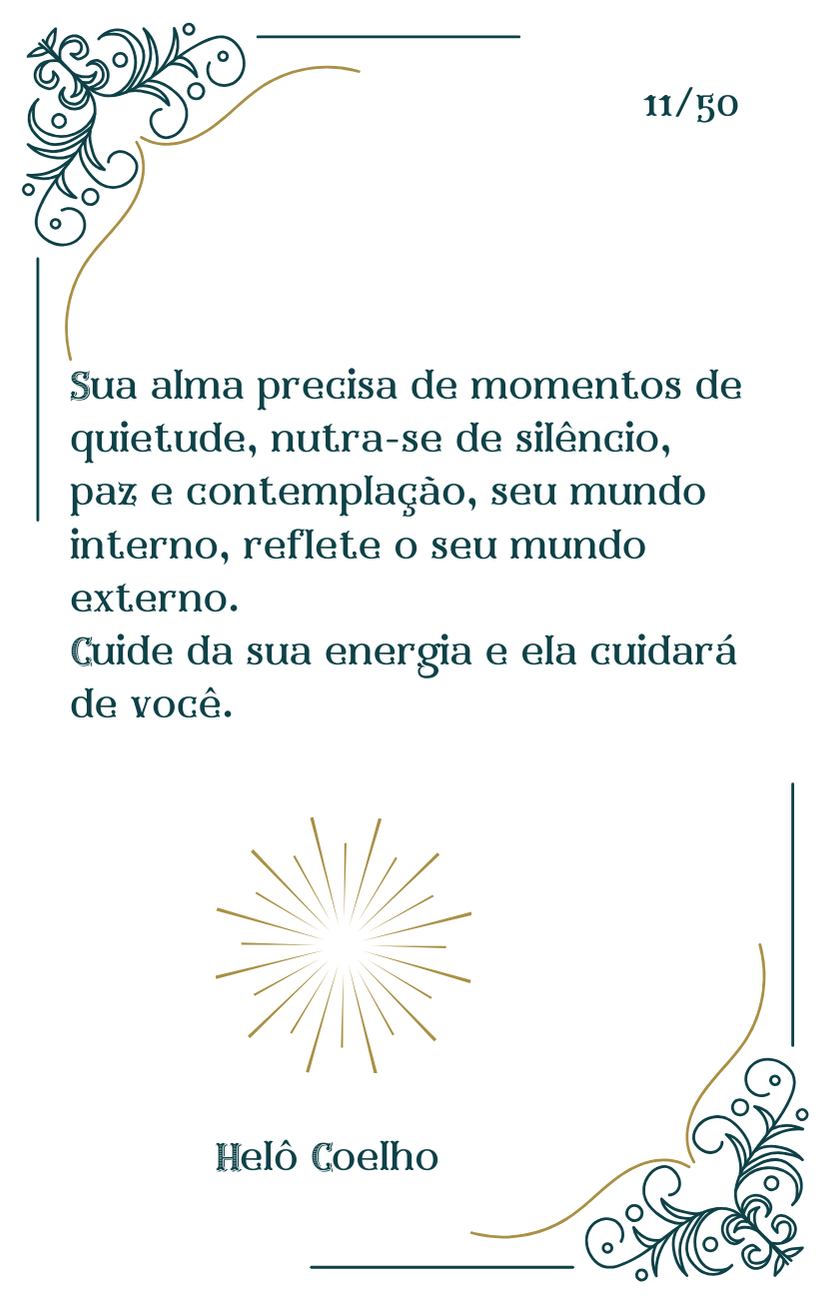 11/50
Sua alma precisa de momentos de
quietude, nutra-se de silêncio,
paz e contemplação, seu mundo
interno, reflete o seu mundo
externo.
Cuide da sua energia e ela cuidará
de você.
Helô Coelho